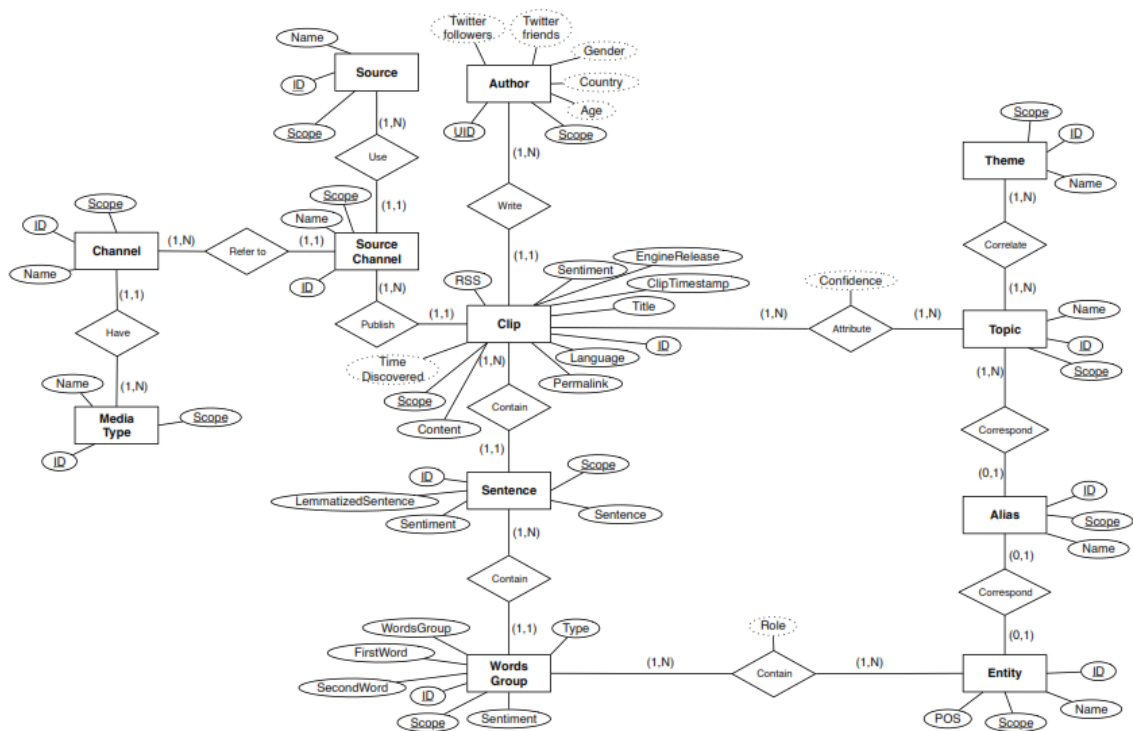 Twitter
followers
Twitter
friends
Name
Gender
Source
Author
Country
ID
Age
Scope
UID
Scope
(1,N)
Scope
ID
Use
(1,N)
Theme
Name
(1,N)
Scope
Scope
Write
(1,1)
Name
ID
Correlate
Channel
(1,N)
Refer to
(1,1)
Source
Channel
EngineRelease
Name
(1,1)
Sentiment
ID
RSS
ClipTimestamp
Confidence
(1,N)
(1,1)
(1,N)
Title
Name
Have
Publish
(1,1)
Clip
(1,N)
Attribute
(1,N)
Topic
ID
ID
Time
Discovered
(1,N)
Language
Scope
Name
(1,N)
Permalink
(1,N)
Scope
Media
Type
Scope
Contain
Content
Correspond
ID
(1,1)
Scope
ID
(0,1)
LemmatizedSentence
Sentence
ID
Sentiment
Sentence
Alias
Scope
(1,N)
Name
(0,1)
Contain
Correspond
WordsGroup
(1,1)
Type
Role
(0,1)
FirstWord
Words
Group
(1,N)
Contain
(1,N)
Entity
ID
SecondWord
ID
Name
Scope
Sentiment
POS
Scope